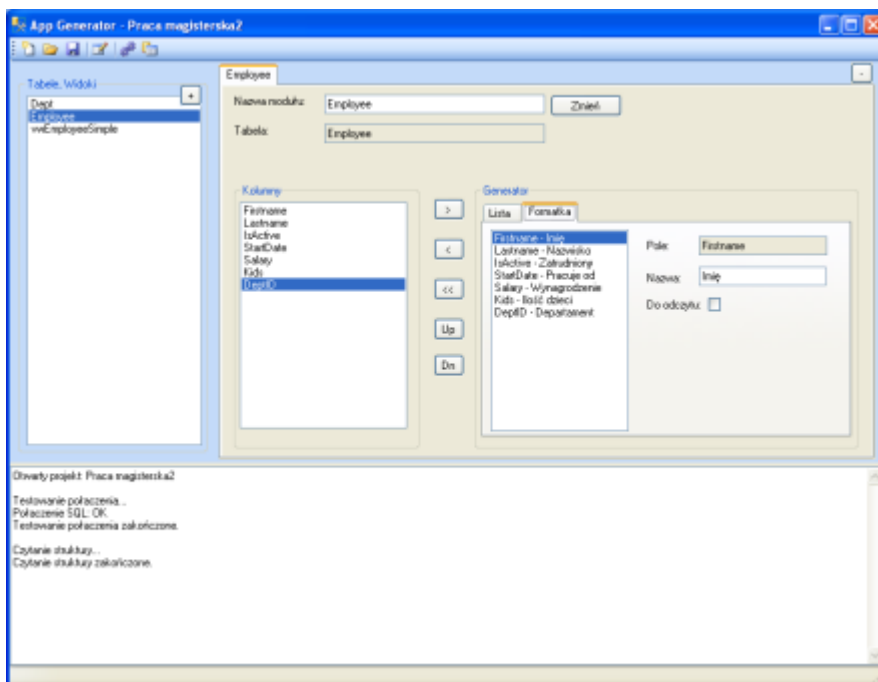 App Generator - Praca magisterska2
Tabele, Widoki
+
Dept
Employee
vwEmployeeSimple
Employee
-
Nazwa modułu:
Employee
Zmień
Tabela:
Employee
Kolumny
Firstname
Lastname
IsActive
StartDate
Salary
Kids
DeptID
>
<
<<
Up
Dn
Generator
Lista
Formatka
Firstname - Imię
Lastname - Nazwisko
IsActive - Zatrudniony
StartDate - Pracuje od
Salary - Wynagrodzenie
Kids - Ilość dzieci
DeptID - Departament
Pole:
Firstname
Nazwa:
Imię
Do odczytu:
Otwarty projekt: Praca magisterska2
Testowanie połaczenia...
Połaczenie SQL: OK
Testowanie połaczenia zakończone.
Czytanie struktury...
Czytanie struktury zakończone.